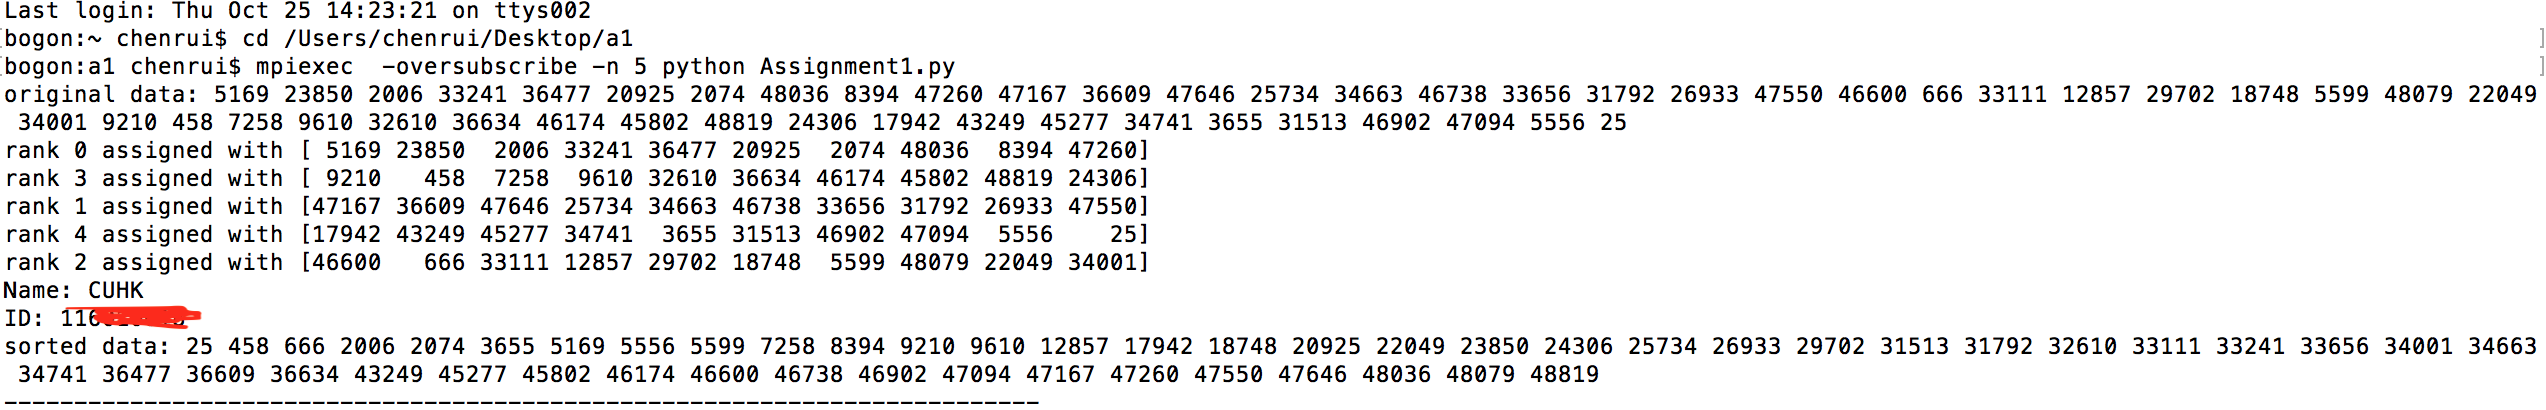 Last login: Thu Oct 25 14:23:21 on ttys002
[bogon:~ chenrui$ cd /Users/chenrui/Desktop/a1 ]
[bogon:a1 chenrui$ mpiexec  -oversubscribe -n 5 python Assignment1.py ]
original data: 5169 23850 2006 33241 36477 20925 2074 48036 8394 47260 47167 36609 47646 25734 34663 46738 33656 31792 26933 47550 46600 666 33111 12857 29702 18748 5599 48079 22049
 34001 9210 458 7258 9610 32610 36634 46174 45802 48819 24306 17942 43249 45277 34741 3655 31513 46902 47094 5556 25
rank 0 assigned with [ 5169 23850  2006 33241 36477 20925  2074 48036  8394 47260]
rank 3 assigned with [ 9210   458  7258  9610 32610 36634 46174 45802 48819 24306]
rank 1 assigned with [47167 36609 47646 25734 34663 46738 33656 31792 26933 47550]
rank 4 assigned with [17942 43249 45277 34741  3655 31513 46902 47094  5556    25]
rank 2 assigned with [46600   666 33111 12857 29702 18748  5599 48079 22049 34001]
Name: CUHK
ID:
sorted data: 25 458 666 2006 2074 3655 5169 5556 5599 7258 8394 9210 9610 12857 17942 18748 20925 22049 23850 24306 25734 26933 29702 31513 31792 32610 33111 33241 33656 34001 34663
 34741 36477 36609 36634 43249 45277 45802 46174 46600 46738 46902 47094 47167 47260 47550 47646 48036 48079 48819
--------------------------------------------------------------------------